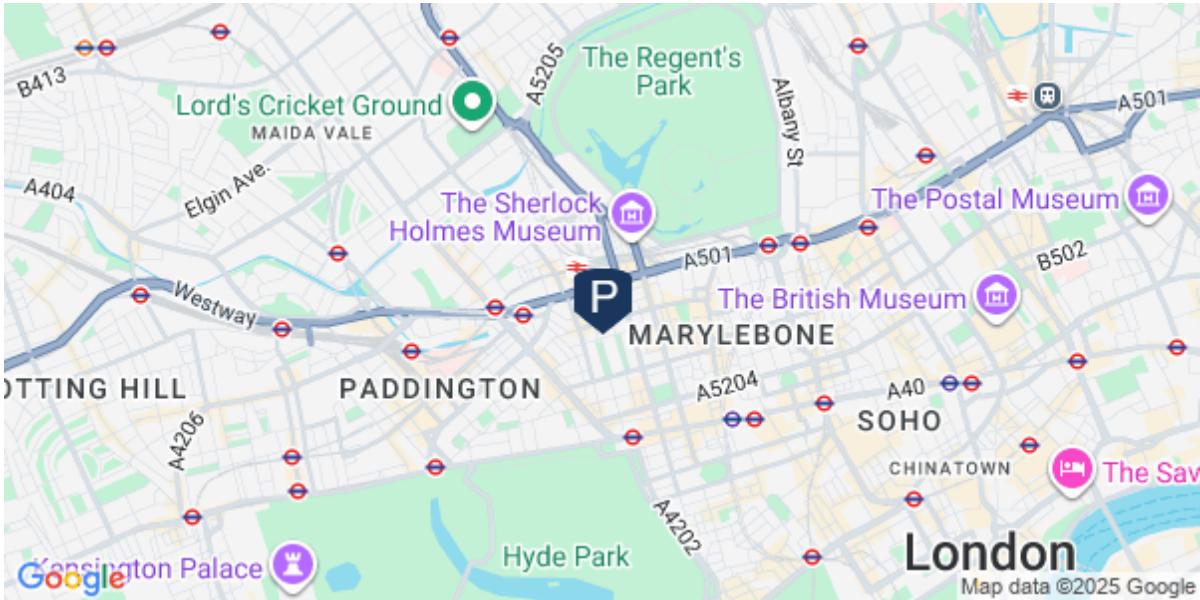 The Regent's
Park
A5205
B413
Albany St
A501
Lord's Cricket Ground
MAIDA VALE
Elgin Ave.
A404
The Sherlock
Holmes Museum
The Postal Museum
A501
B502
Westway
P
The British Museum
MARYLEBONE
OTTING HILL
PADDINGTON
A5204
A40
A4206
SOHO
CHINATOWN
The Sav
A4202
Hyde Park
London
Kensington Palace
Google
Map data ©2025 Google